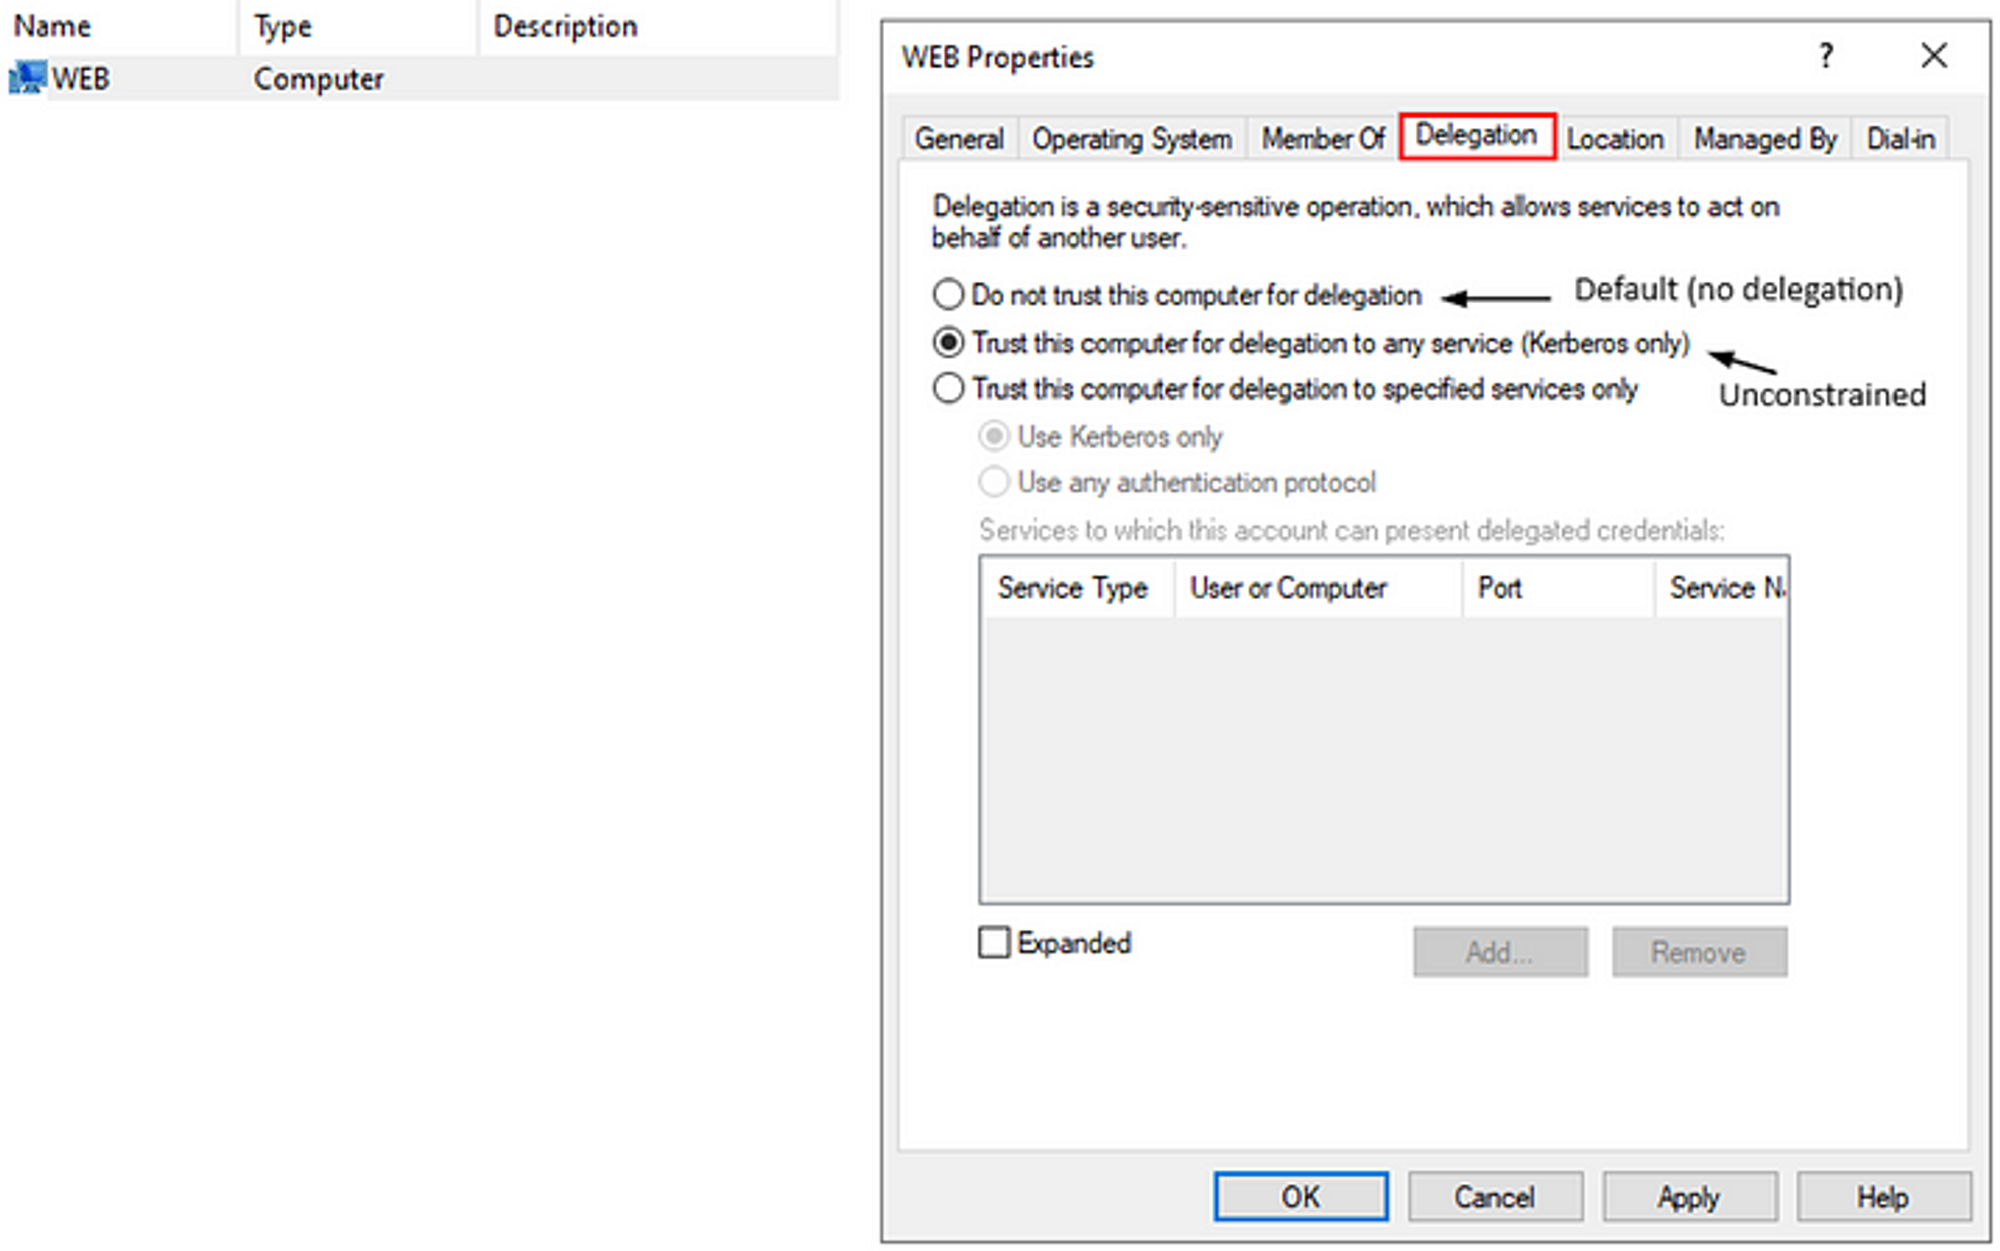 Name Type Description
WEB Computer
WEB Properties ?
General Operating System Member Of Delegation Location Managed By Dial-in
Delegation is a security-sensitive operation, which allows services to act on
behalf of another user.
Do not trust this computer for delegation Default (no delegation)
Trust this computer for delegation to any service (Kerberos only)
Unconstrained
Trust this computer for delegation to specified services only
Use Kerberos only
Use any authentication protocol
Services to which this account can present delegated credentials:
Service Type User or Computer Port Service
Expanded Add... Remove
OK Cancel Apply Help